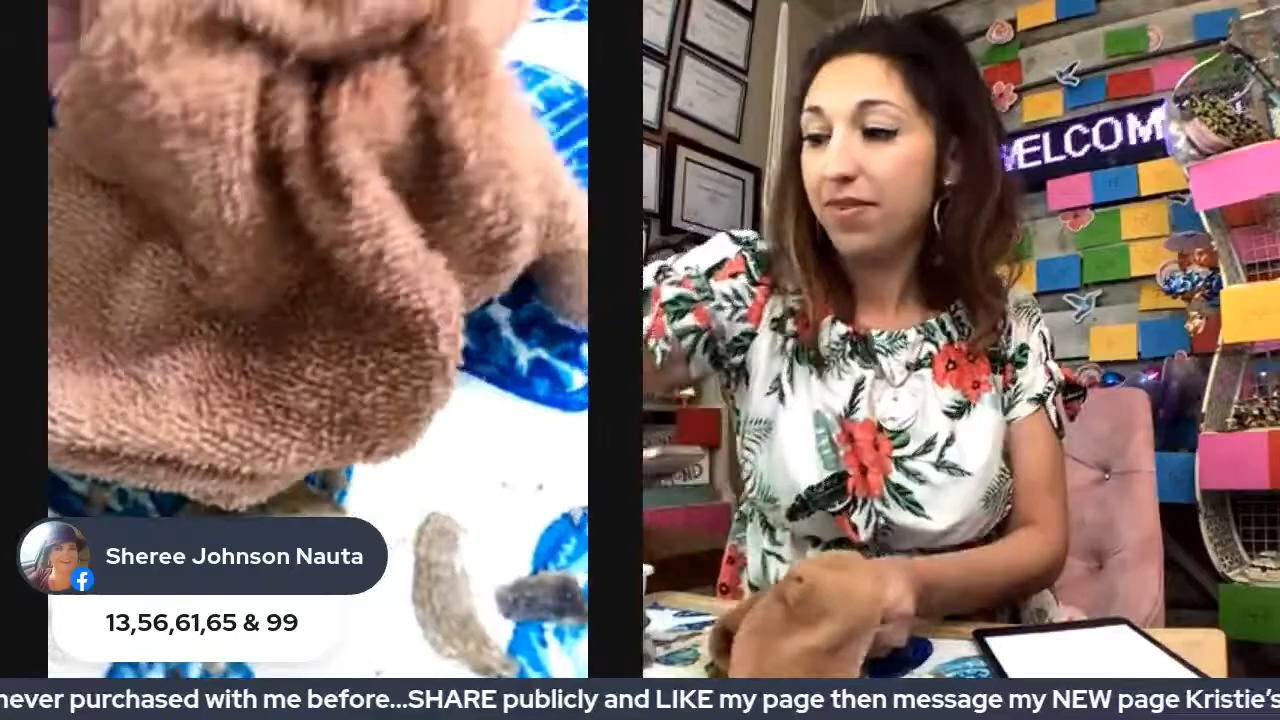 WELCOM
Sheree Johnson Nauta
13,56,61,65 & 99
never purchased with me before...SHARE publicly and LIKE my page then message my NEW page Kristie's